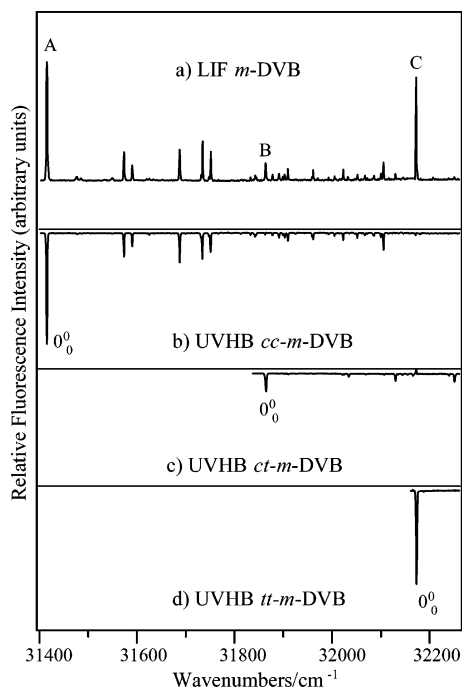 A
C
a) LIF m-DVB
B
b) UVHB cc-m-DVB
0⁰₀
0⁰₀
c) UVHB ct-m-DVB
d) UVHB tt-m-DVB
0⁰₀
31400 31600 31800 32000 32200
Wavenumbers/cm⁻¹
Relative Fluorescence Intensity (arbitrary units)